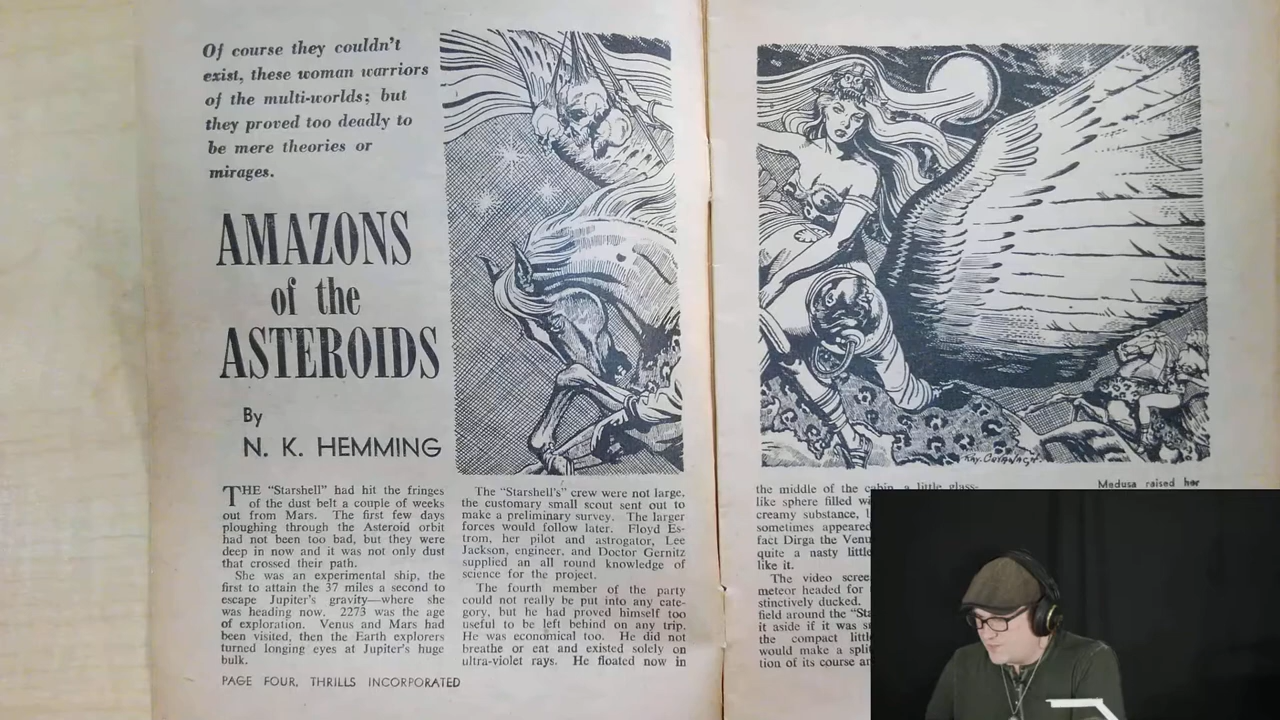 Of course they couldn't
exist, these woman warriors
of the multi-worlds; but
they proved too deadly to
be mere theories or
mirages.
AMAZONS
of the
ASTEROIDS
By
N. K. HEMMING
THE "Starshell" had hit the fringes
of the dust belt a couple of weeks
out from Mars. The first few days
ploughing through the Asteroid orbit
had not been too bad, but they were
deep in now and it was not only dust
that crossed their path.
She was an experimental ship, the
first to attain the 37 miles a second to
escape Jupiter's gravity—where she
was heading now. 2273 was the age
of exploration. Venus and Mars had
been visited, then the Earth explorers
turned longing eyes at Jupiter's huge
bulk.
The "Starshell's" crew were not large,
the customary small scout sent out to
make a preliminary survey. The larger
forces would follow later. Floyd Es-
trom, her pilot and astrogator, Lee
Jackson, engineer, and Doctor Gernitz
supplied an all round knowledge of
science for the project.
The fourth member of the party
could not really be put into any cate-
gory, but he had proved himself too
useful to be left behind on any trip.
He was economical too. He did not
breathe or eat and existed solely on
ultra-violet rays. He floated now in
PAGE FOUR, THRILLS INCORPORATED
the middle of the cabin, a little glass-
like sphere filled
creamy substance,
sometimes appeared
fact Dirga the
quite a nasty little
like it.
The video
meteor headed for
stinctively ducked.
field around the
it aside if it was
the compact
would make a
tion of its course
Medusa raised her